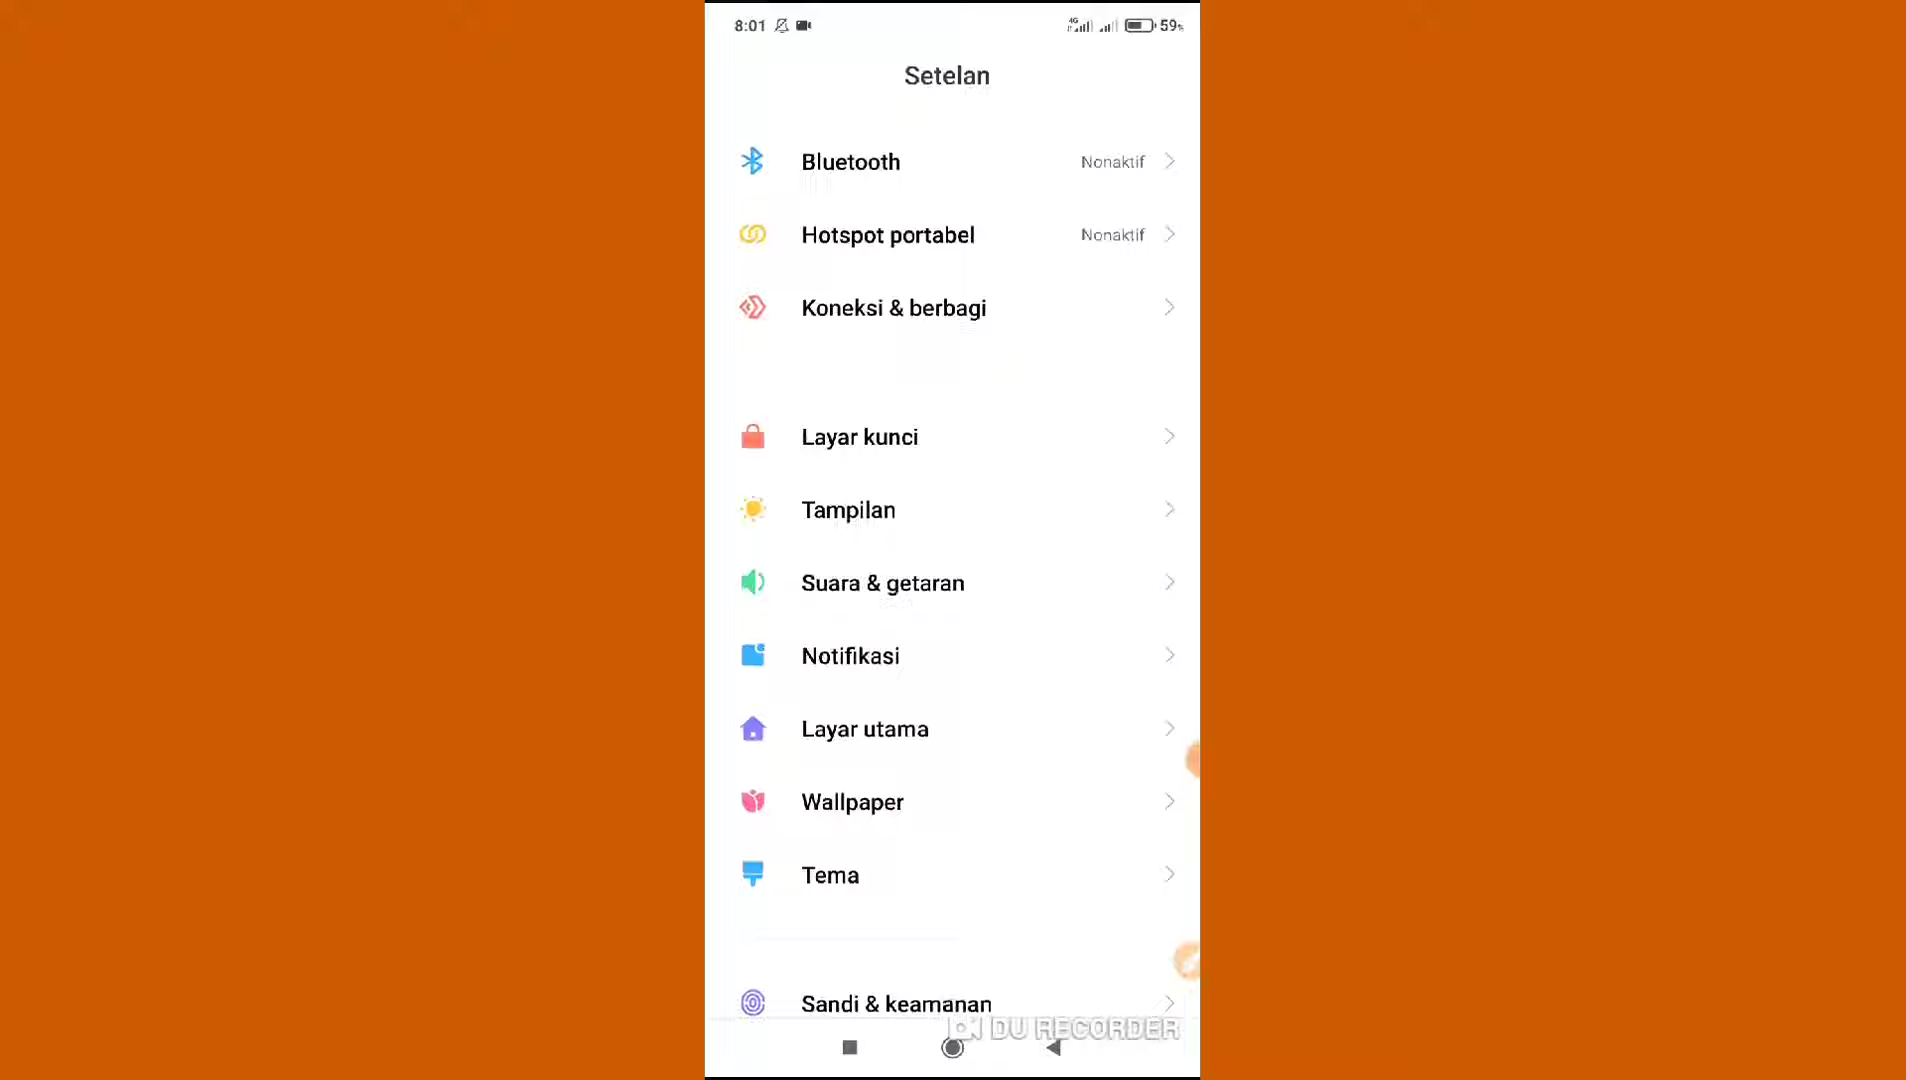 8:01 4G 59%
Setelan
Bluetooth Nonaktif
Hotspot portabel Nonaktif
Koneksi & berbagi
Layar kunci
Tampilan
Suara & getaran
Notifikasi
Layar utama
Wallpaper
Tema
Sandi & keamanan
DU RECORDER